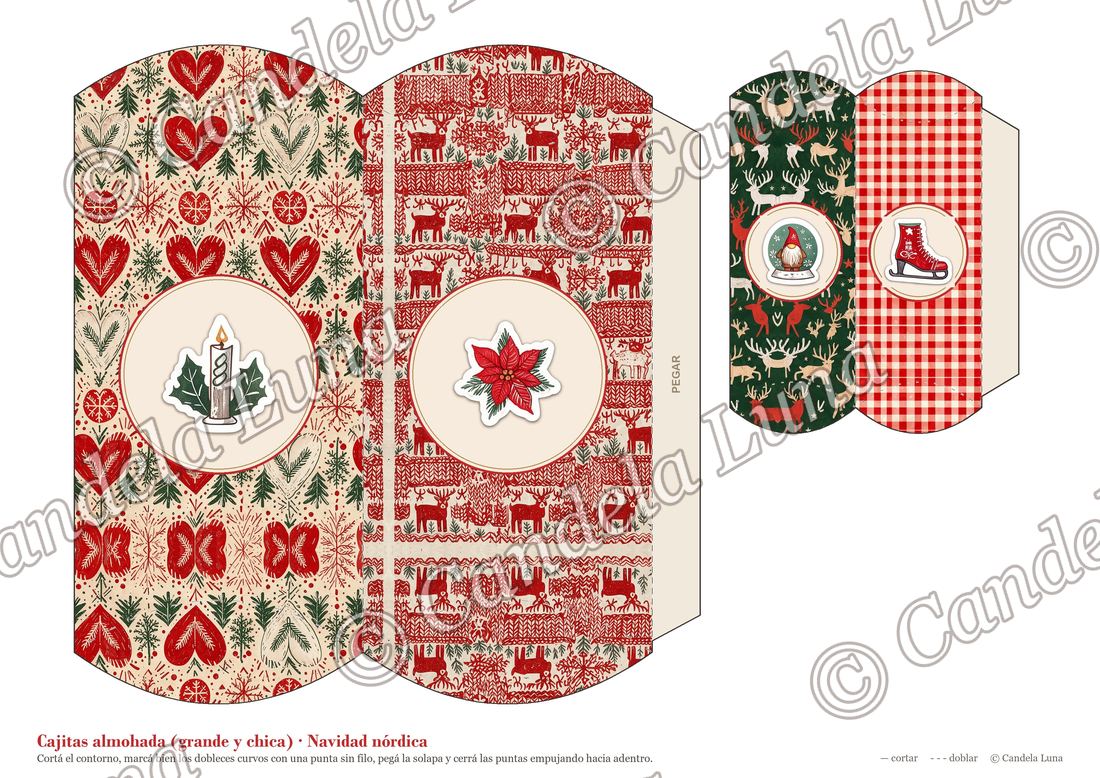 © Candela Luna
© Candela Luna
© Candela Luna
© Candela Luna
PEGAR
Cajitas almohada (grande y chica) · Navidad nórdica
Cortá el contorno, marcá bien los dobleces curvos con una punta sin filo, pegá la solapa y cerrá las puntas empujando hacia adentro.
— cortar - - - doblar © Candela Luna